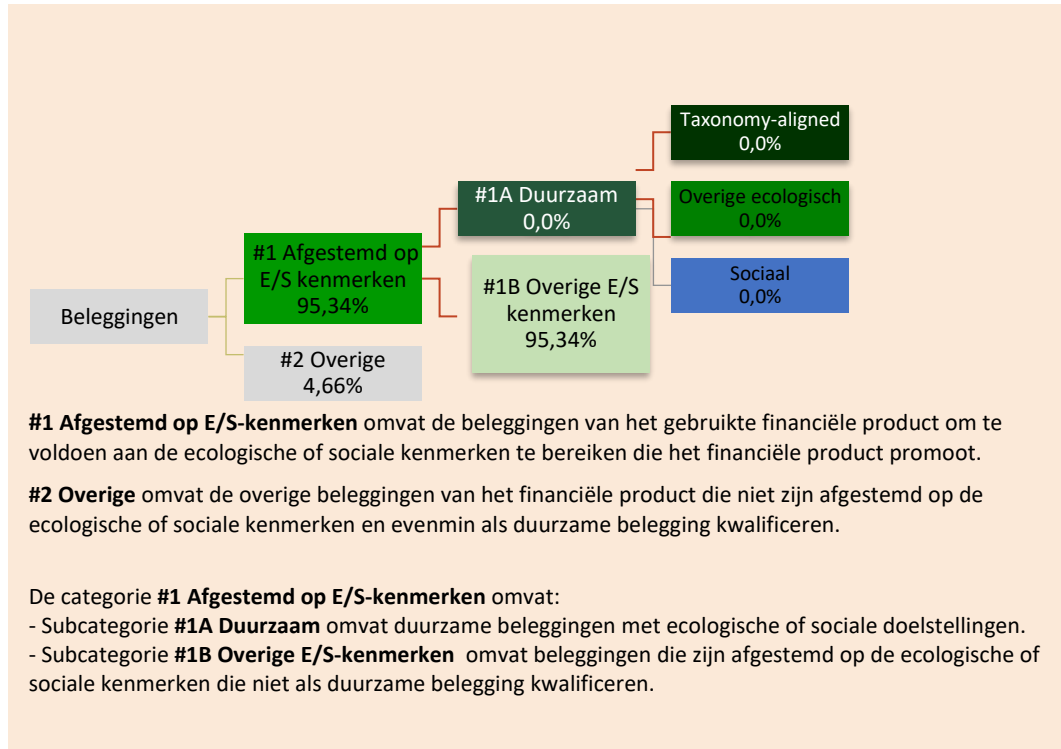 Taxonomy-aligned
0,0%
#1A Duurzaam
0,0%
Overige ecologisch
0,0%
#1 Afgestemd op
E/S kenmerken
95,34%
#1B Overige E/S
kenmerken
95,34%
Sociaal
0,0%
Beleggingen
#2 Overige
4,66%
#1 Afgestemd op E/S-kenmerken omvat de beleggingen van het gebruikte financiële product om te
voldoen aan de ecologische of sociale kenmerken te bereiken die het financiële product promoot.
#2 Overige omvat de overige beleggingen van het financiële product die niet zijn afgestemd op de
ecologische of sociale kenmerken en evenmin als duurzame belegging kwalificeren.
De categorie #1 Afgestemd op E/S-kenmerken omvat:
- Subcategorie #1A Duurzaam omvat duurzame beleggingen met ecologische of sociale doelstellingen.
- Subcategorie #1B Overige E/S-kenmerken omvat beleggingen die zijn afgestemd op de ecologische of
sociale kenmerken die niet als duurzame belegging kwalificeren.